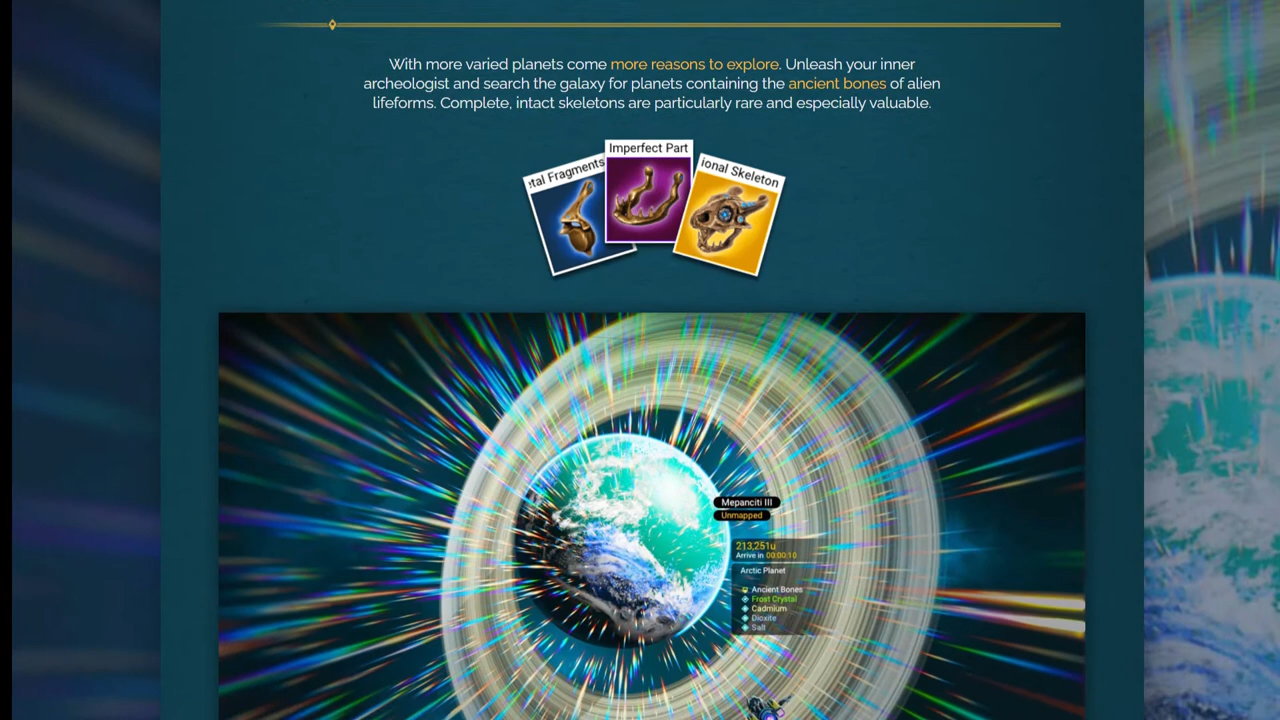 With more varied planets come more reasons to explore. Unleash your inner
archeologist and search the galaxy for planets containing the ancient bones of alien
lifeforms. Complete, intact skeletons are particularly rare and especially valuable.
tal Fragments
Imperfect Part
ional Skeleton
Mepanciti III
Unmapped
213,251u
Arrive in 00:00:10
Arctic Planet
Ancient Bones
Frost Crystal
Cadmium
Dioxite
Salt